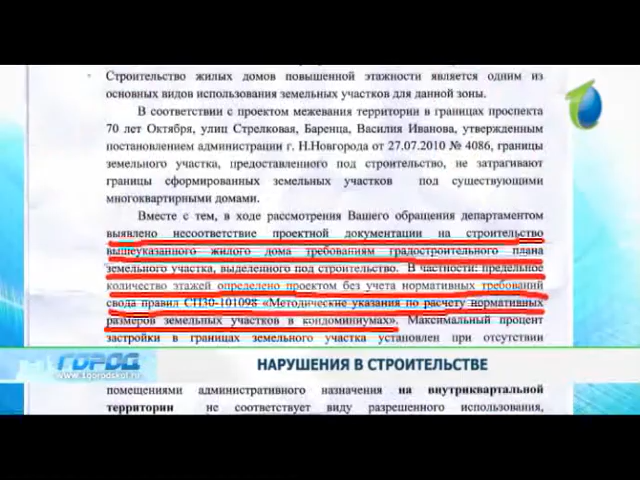 Строительство жилых домов повышенной этажности является одним из
основных видов использования земельных участков для данной зоны.
В соответствии с проектом межевания территории в границах проспекта
70 лет Октября, улиц Стрелковая, Баренца, Василия Иванова, утвержденным
постановлением администрации г. Н.Новгорода от 27.07.2010 № 4086, границы
земельного участка, предоставленного под строительство, не затрагивают
границы сформированных земельных участков под существующими
многоквартирными домами.
Вместе с тем, в ходе рассмотрения Вашего обращения департаментом
выявлено несоответствие проектной документации на строительство
вышеуказанного жилого дома требованиям градостроительного плана
земельного участка, выделенного под строительство. В частности: предельное
количество этажей определено проектом без учета нормативных требований
свода правил СП30-101098 «Методические указания по расчету нормативных
размеров земельных участков в кондоминиумах». Максимальный процент
застройки в границах земельного участка установлен при отсутствии
ГОРОД
НАРУШЕНИЯ В СТРОИТЕЛЬСТВЕ
помещениями административного назначения на внутриквартальной
территории не соответствует виду разрешенного использования,